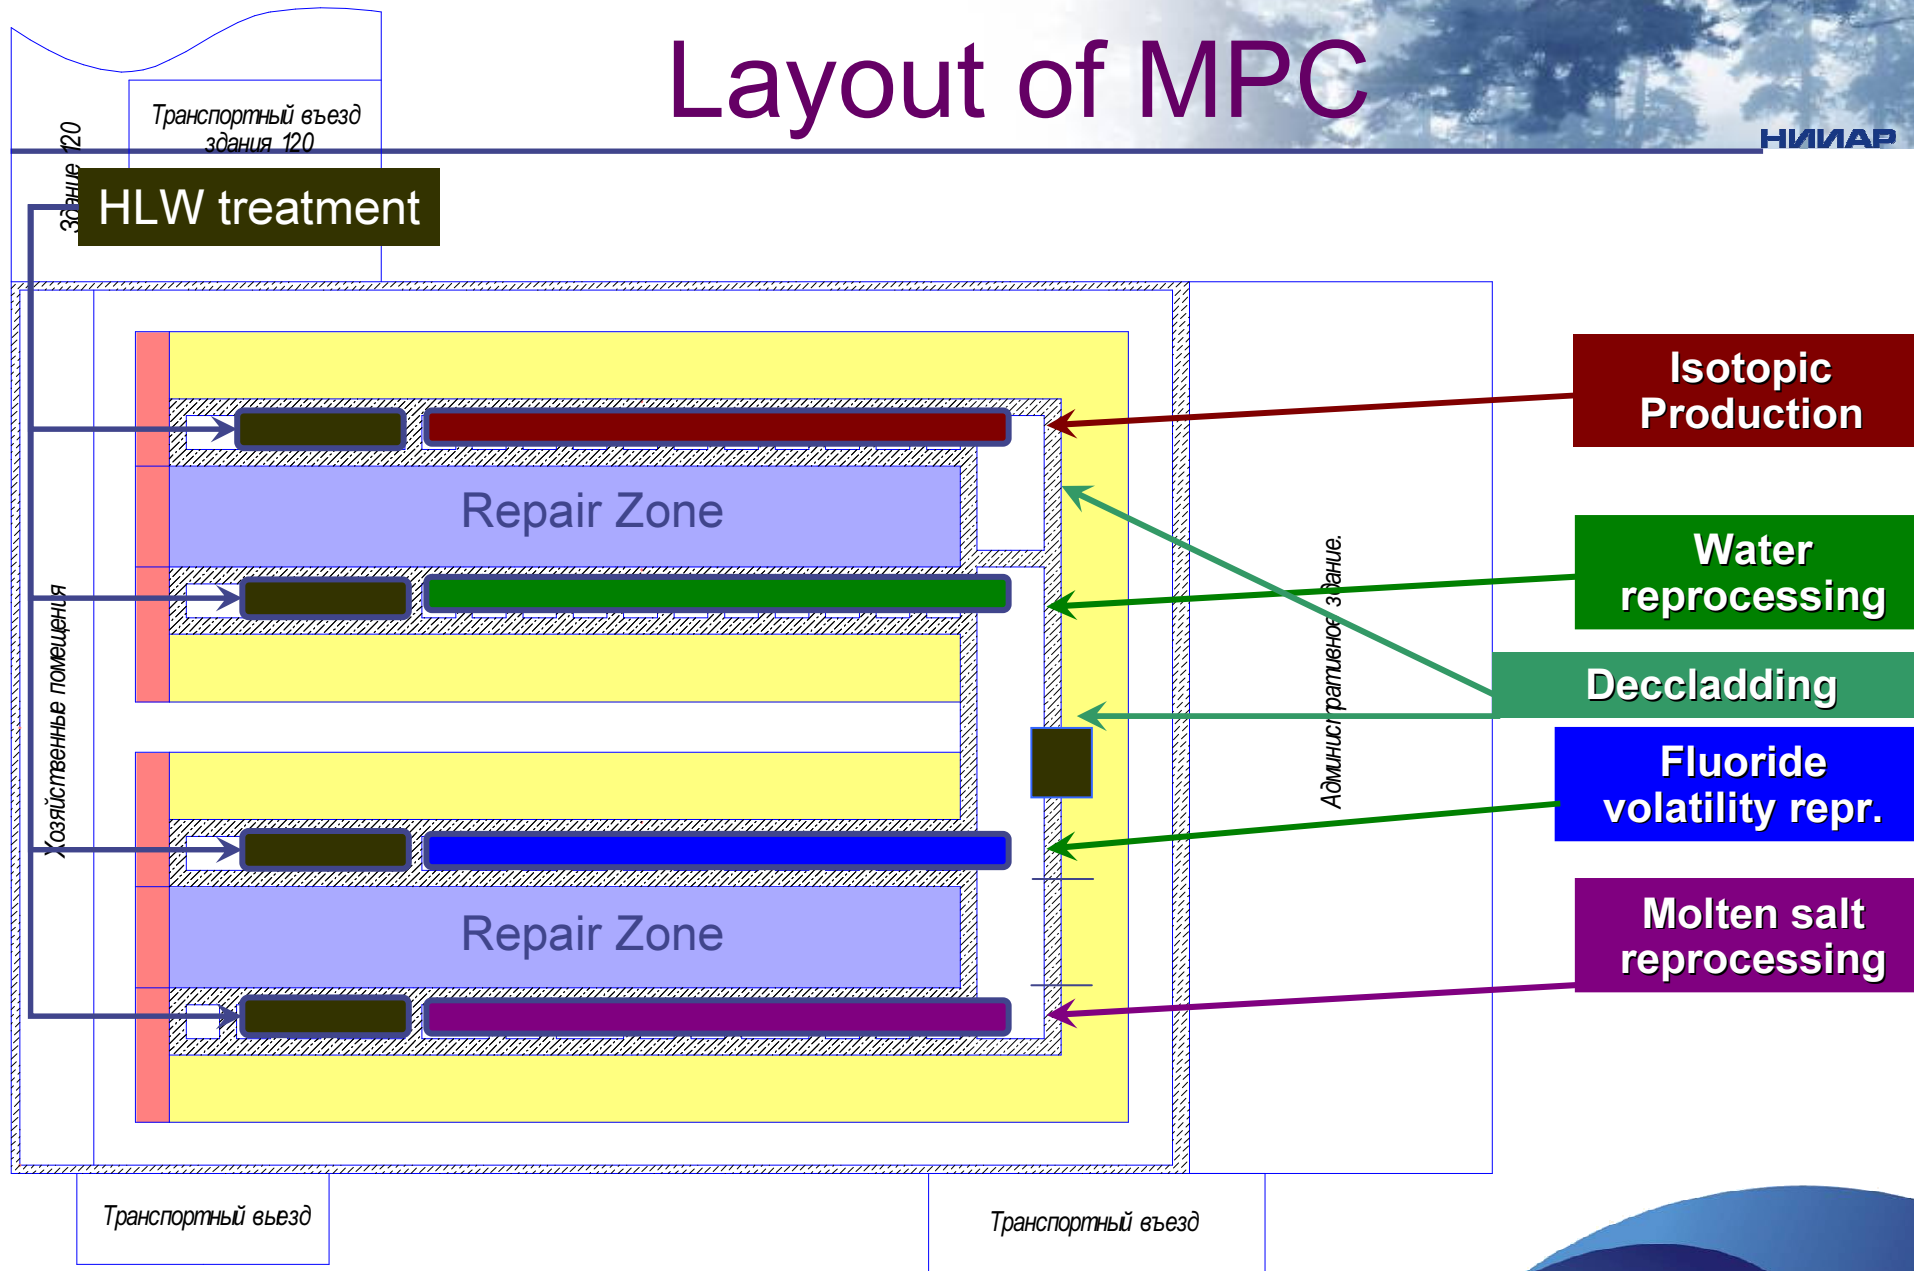 Layout of MPC
НИИАР
Транспортный въезд
здания 120
Здание 120
HLW treatment
Isotopic
Production
Repair Zone
Water
reprocessing
Хозяйственные помещения
Административное здание.
Deccladding
Fluoride
volatility repr.
Repair Zone
Molten salt
reprocessing
Транспортный выезд
Транспортный въезд